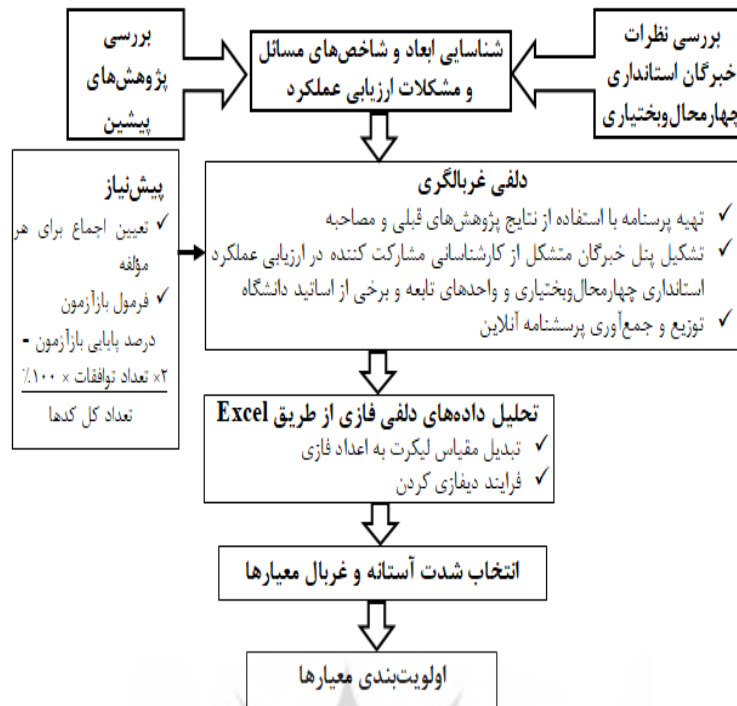 بررسی نظرات
خبرگان استانداری
چهارمحال‌وبختیاری
شناسایی ابعاد و شاخص‌های مسائل
و مشکلات ارزیابی عملکرد
بررسی
پژوهش‌های
پیشین
دلفی غربالگری
✓ تهیه پرسنامه با استفاده از نتایج پژوهش‌های قبلی و مصاحبه
✓ تشکیل پنل خبرگان متشکل از کارشناسانی مشارکت کننده در ارزیابی عملکرد
استانداری چهارمحال‌وبختیاری و واحدهای تابعه و برخی از اساتید دانشگاه
✓ توزیع و جمع‌آوری پرسشنامه آنلاین
پیش‌نیاز
✓ تعیین اجماع برای هر
مؤلفه
✓ فرمول بازآزمون
درصد پایایی بازآزمون =
۲× تعداد توافقات × ۱۰۰٪
تعداد کل کدها
تحلیل داده‌های دلفی فازی از طریق Excel
✓ تبدیل مقیاس لیکرت به اعداد فازی
✓ فرایند دیفازی کردن
انتخاب شدت آستانه و غربال معیارها
اولویت‌بندی معیارها